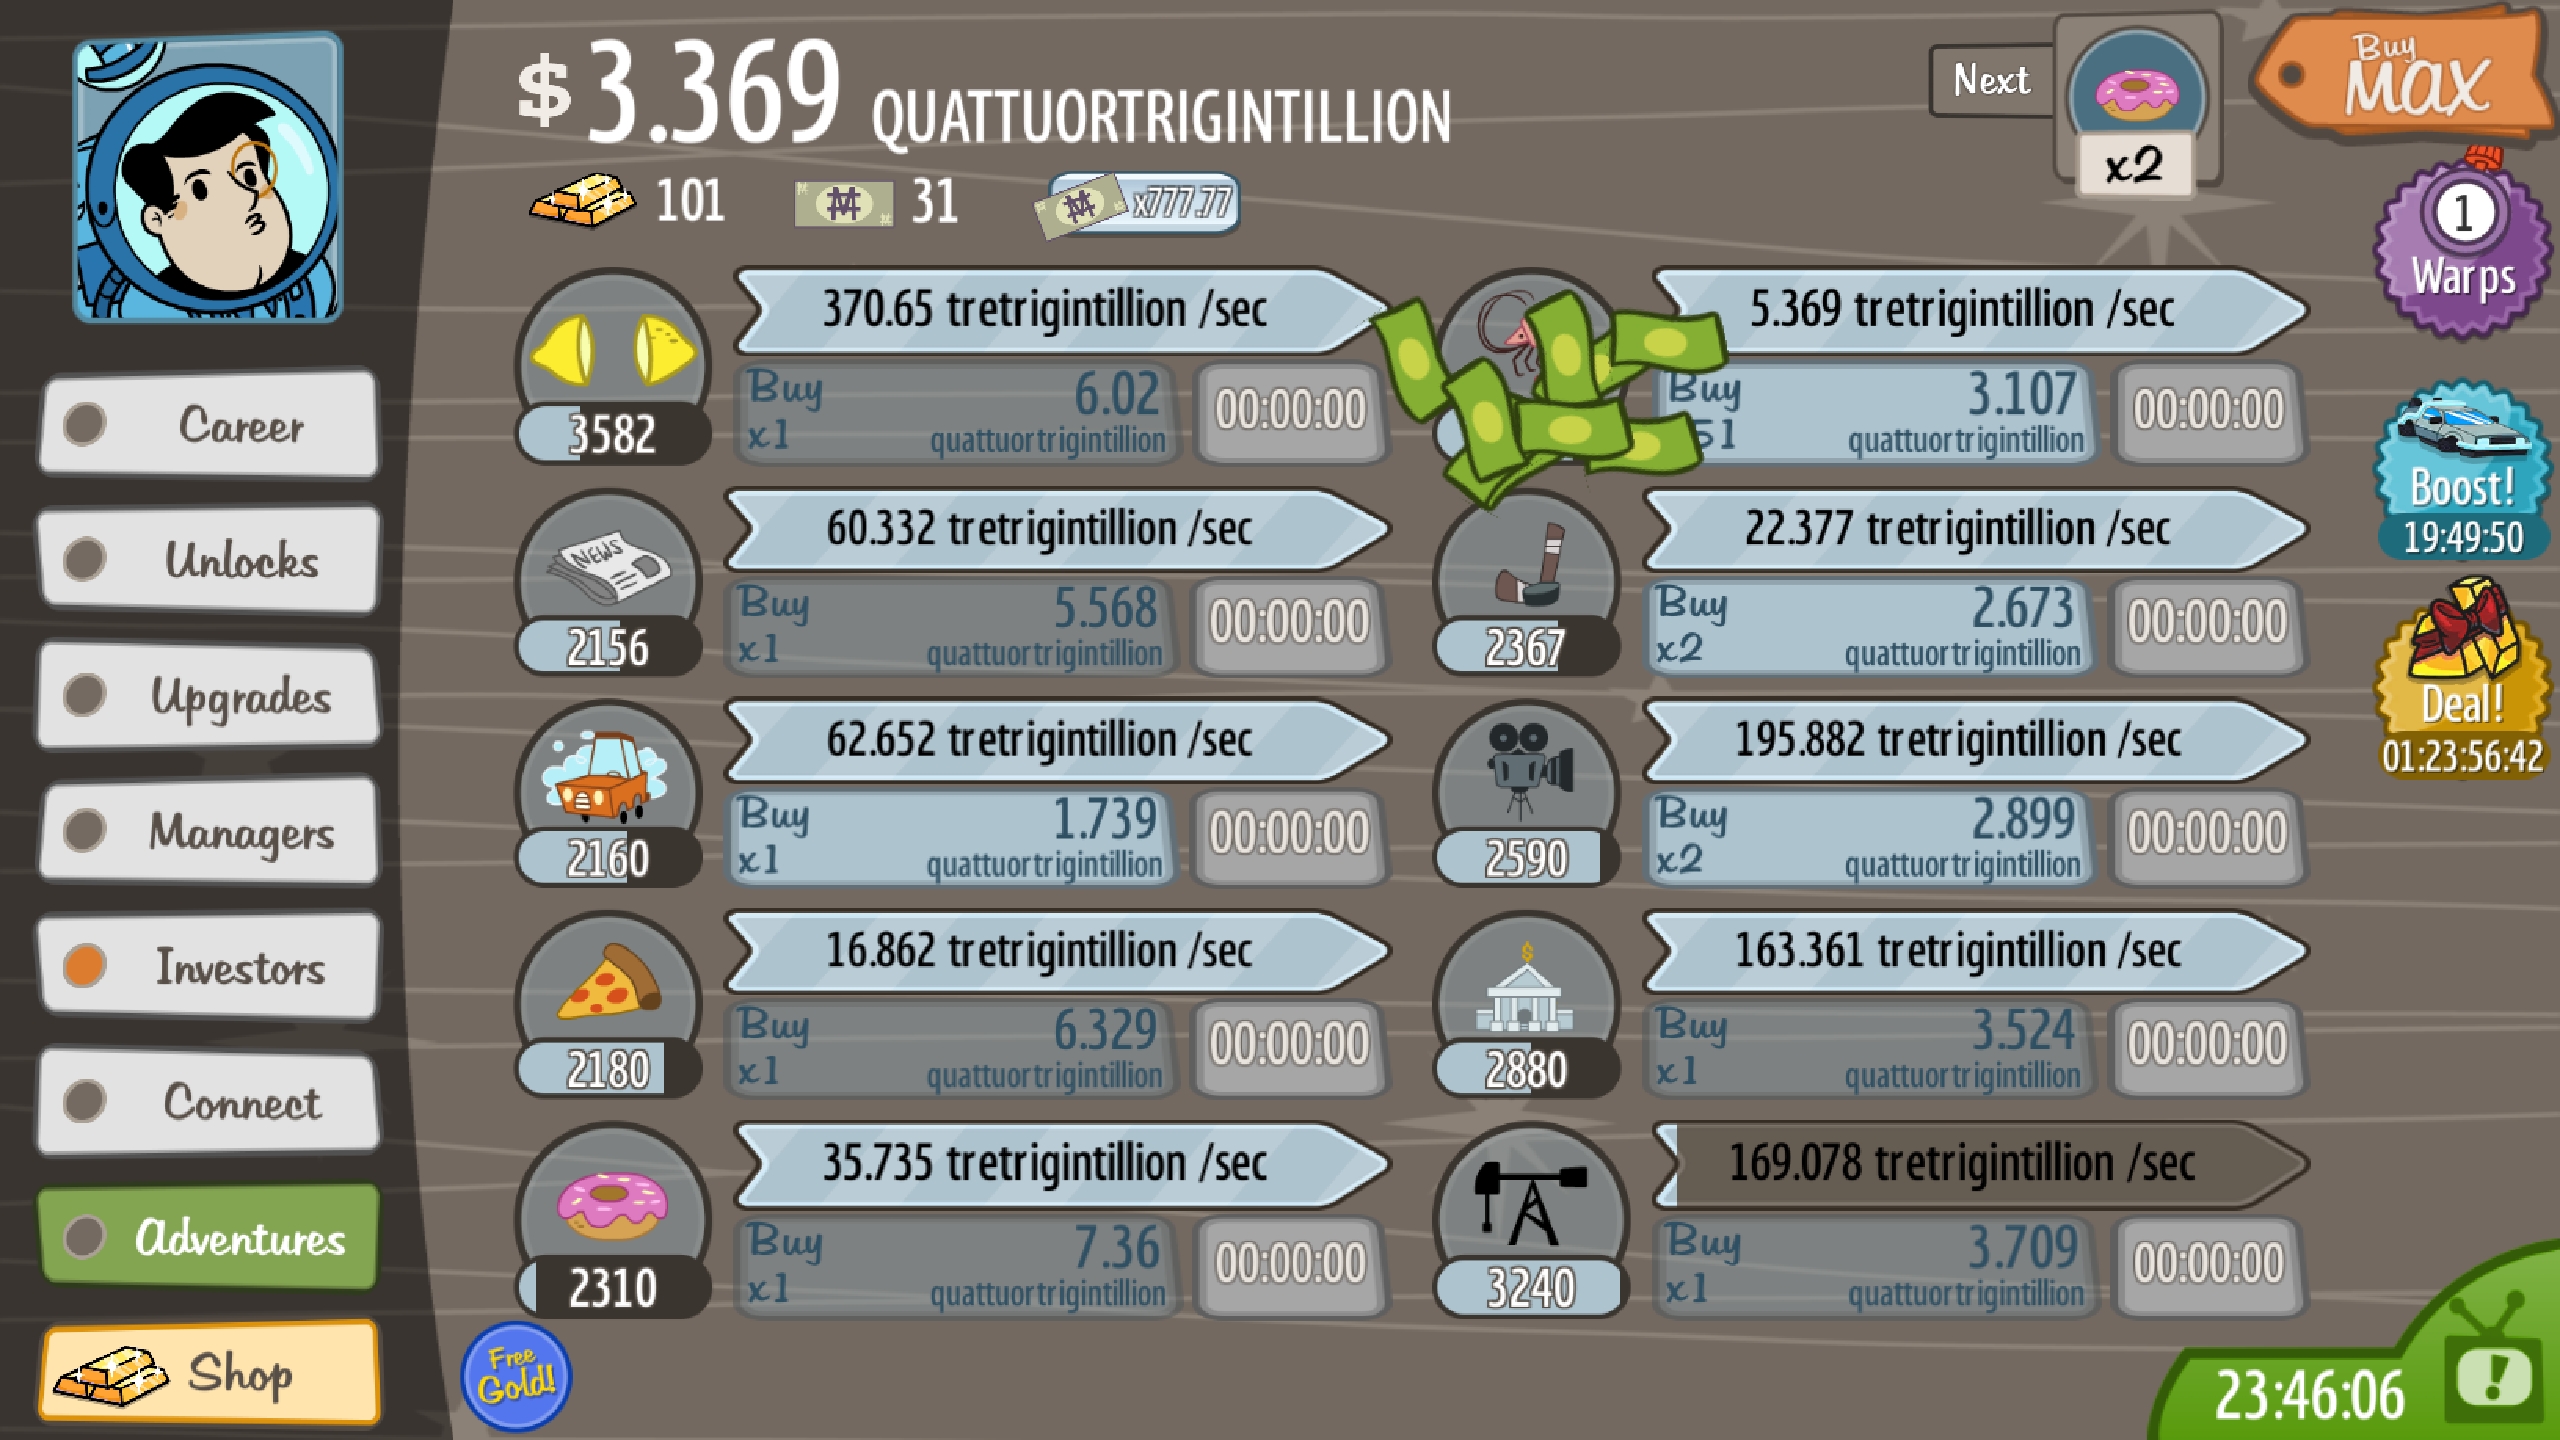 $3.369 QUATTUORTRIGINTILLION
101
31
x777.77
Next
x2
Buy
MAX
1
Warps
Boost!
19:49:50
Deal!
01:23:56:42
Career
Unlocks
Upgrades
Managers
Investors
Connect
Adventures
Shop
370.65 tretrigintillion /sec
3582
Buy
x1
6.02
quattuortrigintillion
00:00:00
5.369 tretrigintillion /sec
Buy
51
3.107
quattuortrigintillion
00:00:00
60.332 tretrigintillion /sec
NEWS
2156
Buy
x1
5.568
quattuortrigintillion
00:00:00
22.377 tretrigintillion /sec
2367
Buy
x2
2.673
quattuortrigintillion
00:00:00
62.652 tretrigintillion /sec
2160
Buy
x1
1.739
quattuortrigintillion
00:00:00
195.882 tretrigintillion /sec
2590
Buy
x2
2.899
quattuortrigintillion
00:00:00
16.862 tretrigintillion /sec
2180
Buy
x1
6.329
quattuortrigintillion
00:00:00
163.361 tretrigintillion /sec
$
2880
Buy
x1
3.524
quattuortrigintillion
00:00:00
35.735 tretrigintillion /sec
2310
Buy
x1
7.36
quattuortrigintillion
00:00:00
169.078 tretrigintillion /sec
3240
Buy
x1
3.709
quattuortrigintillion
00:00:00
Free
Gold!
23:46:06
!